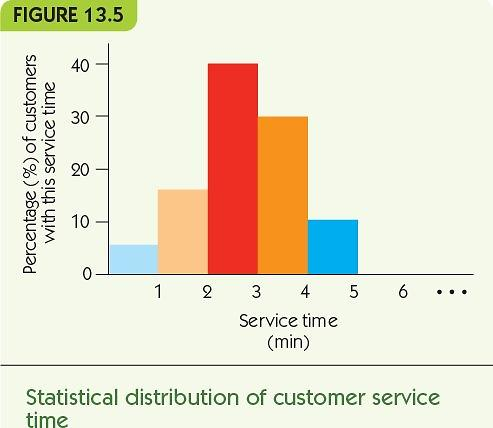 FIGURE 13.5
Percentage (%) of customers
with this service time
40
30
20
10
0
1 2 3 4 5 6 •••
Service time
(min)
Statistical distribution of customer service
time